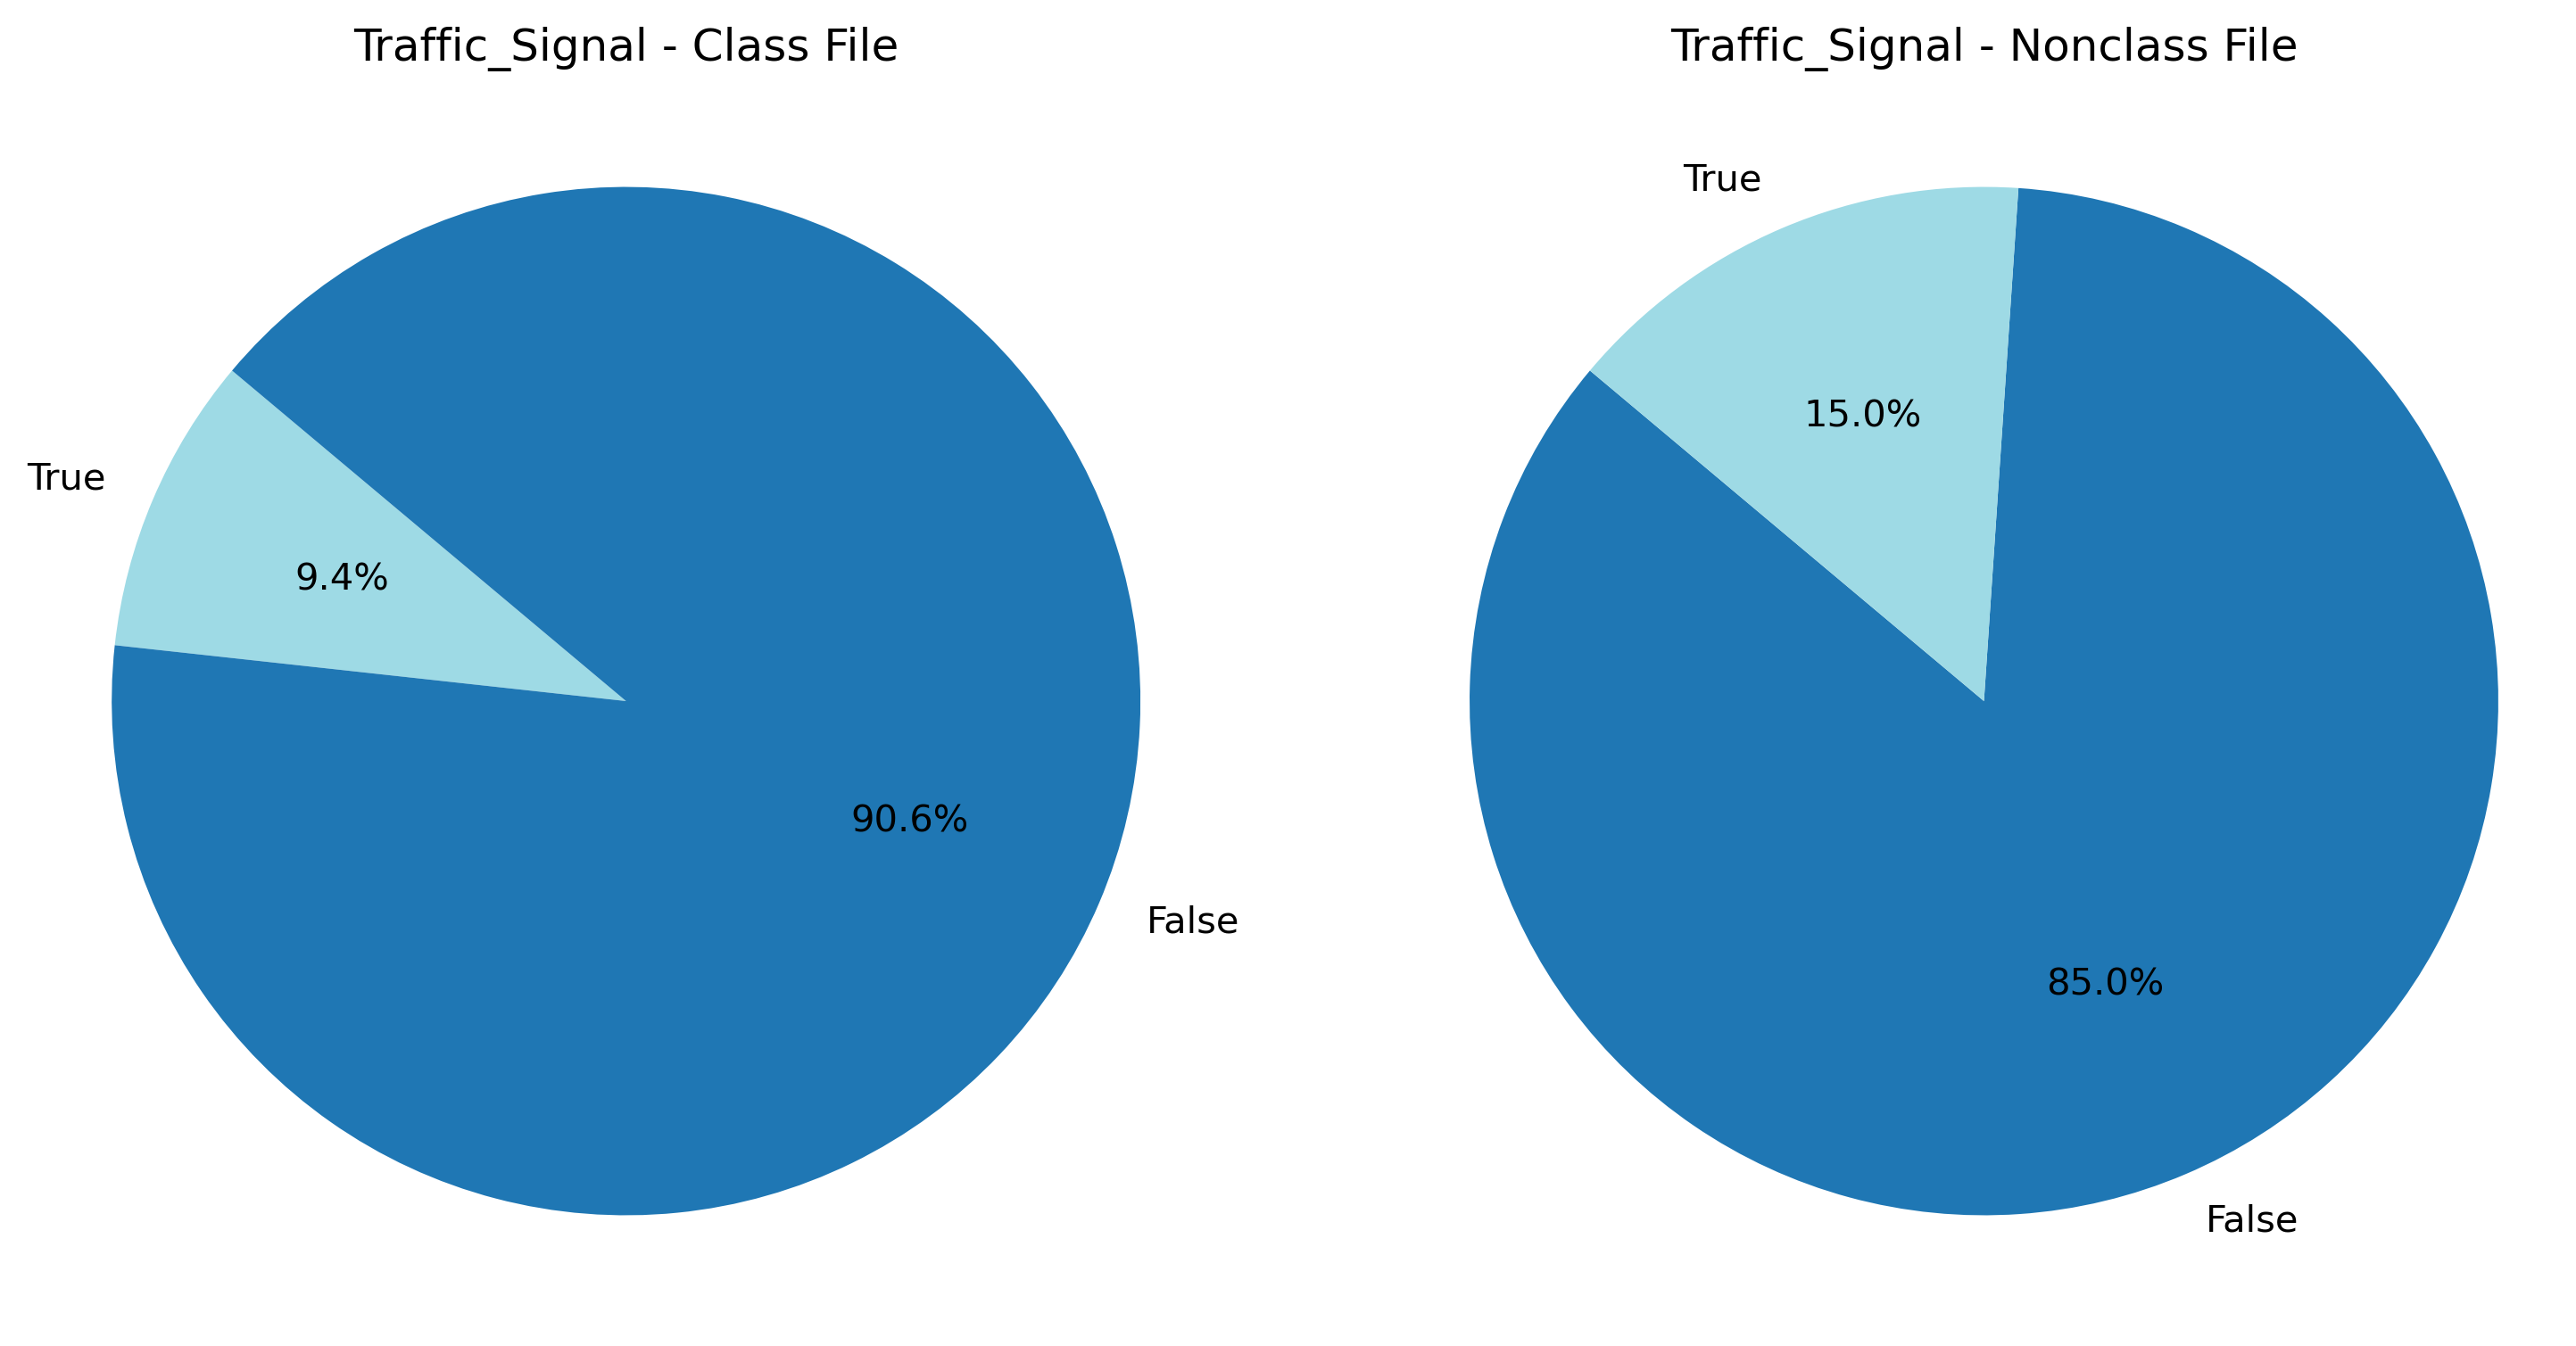 Traffic_Signal - Class File
True
9.4%
90.6%
False
Traffic_Signal - Nonclass File
True
15.0%
85.0%
False